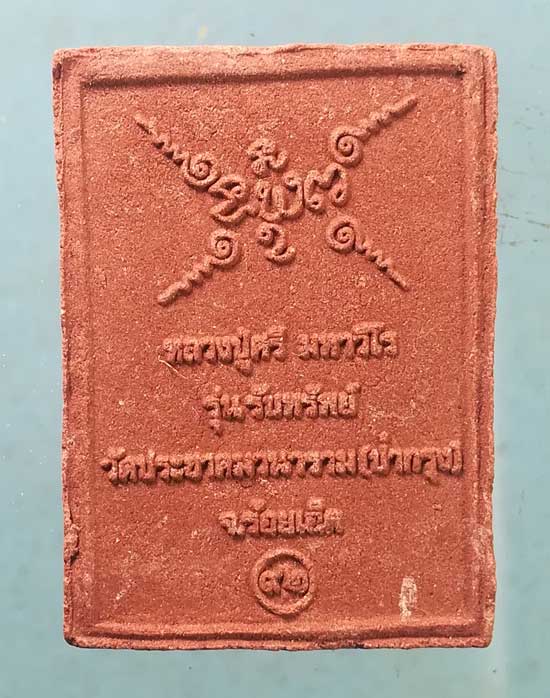 หลวงปู่ศรี มหาวีโร
รุ่นรับทรัพย์
วัดประชาคมวนาราม(ป่ากุง)
จ.ร้อยเอ็ด
๙๒